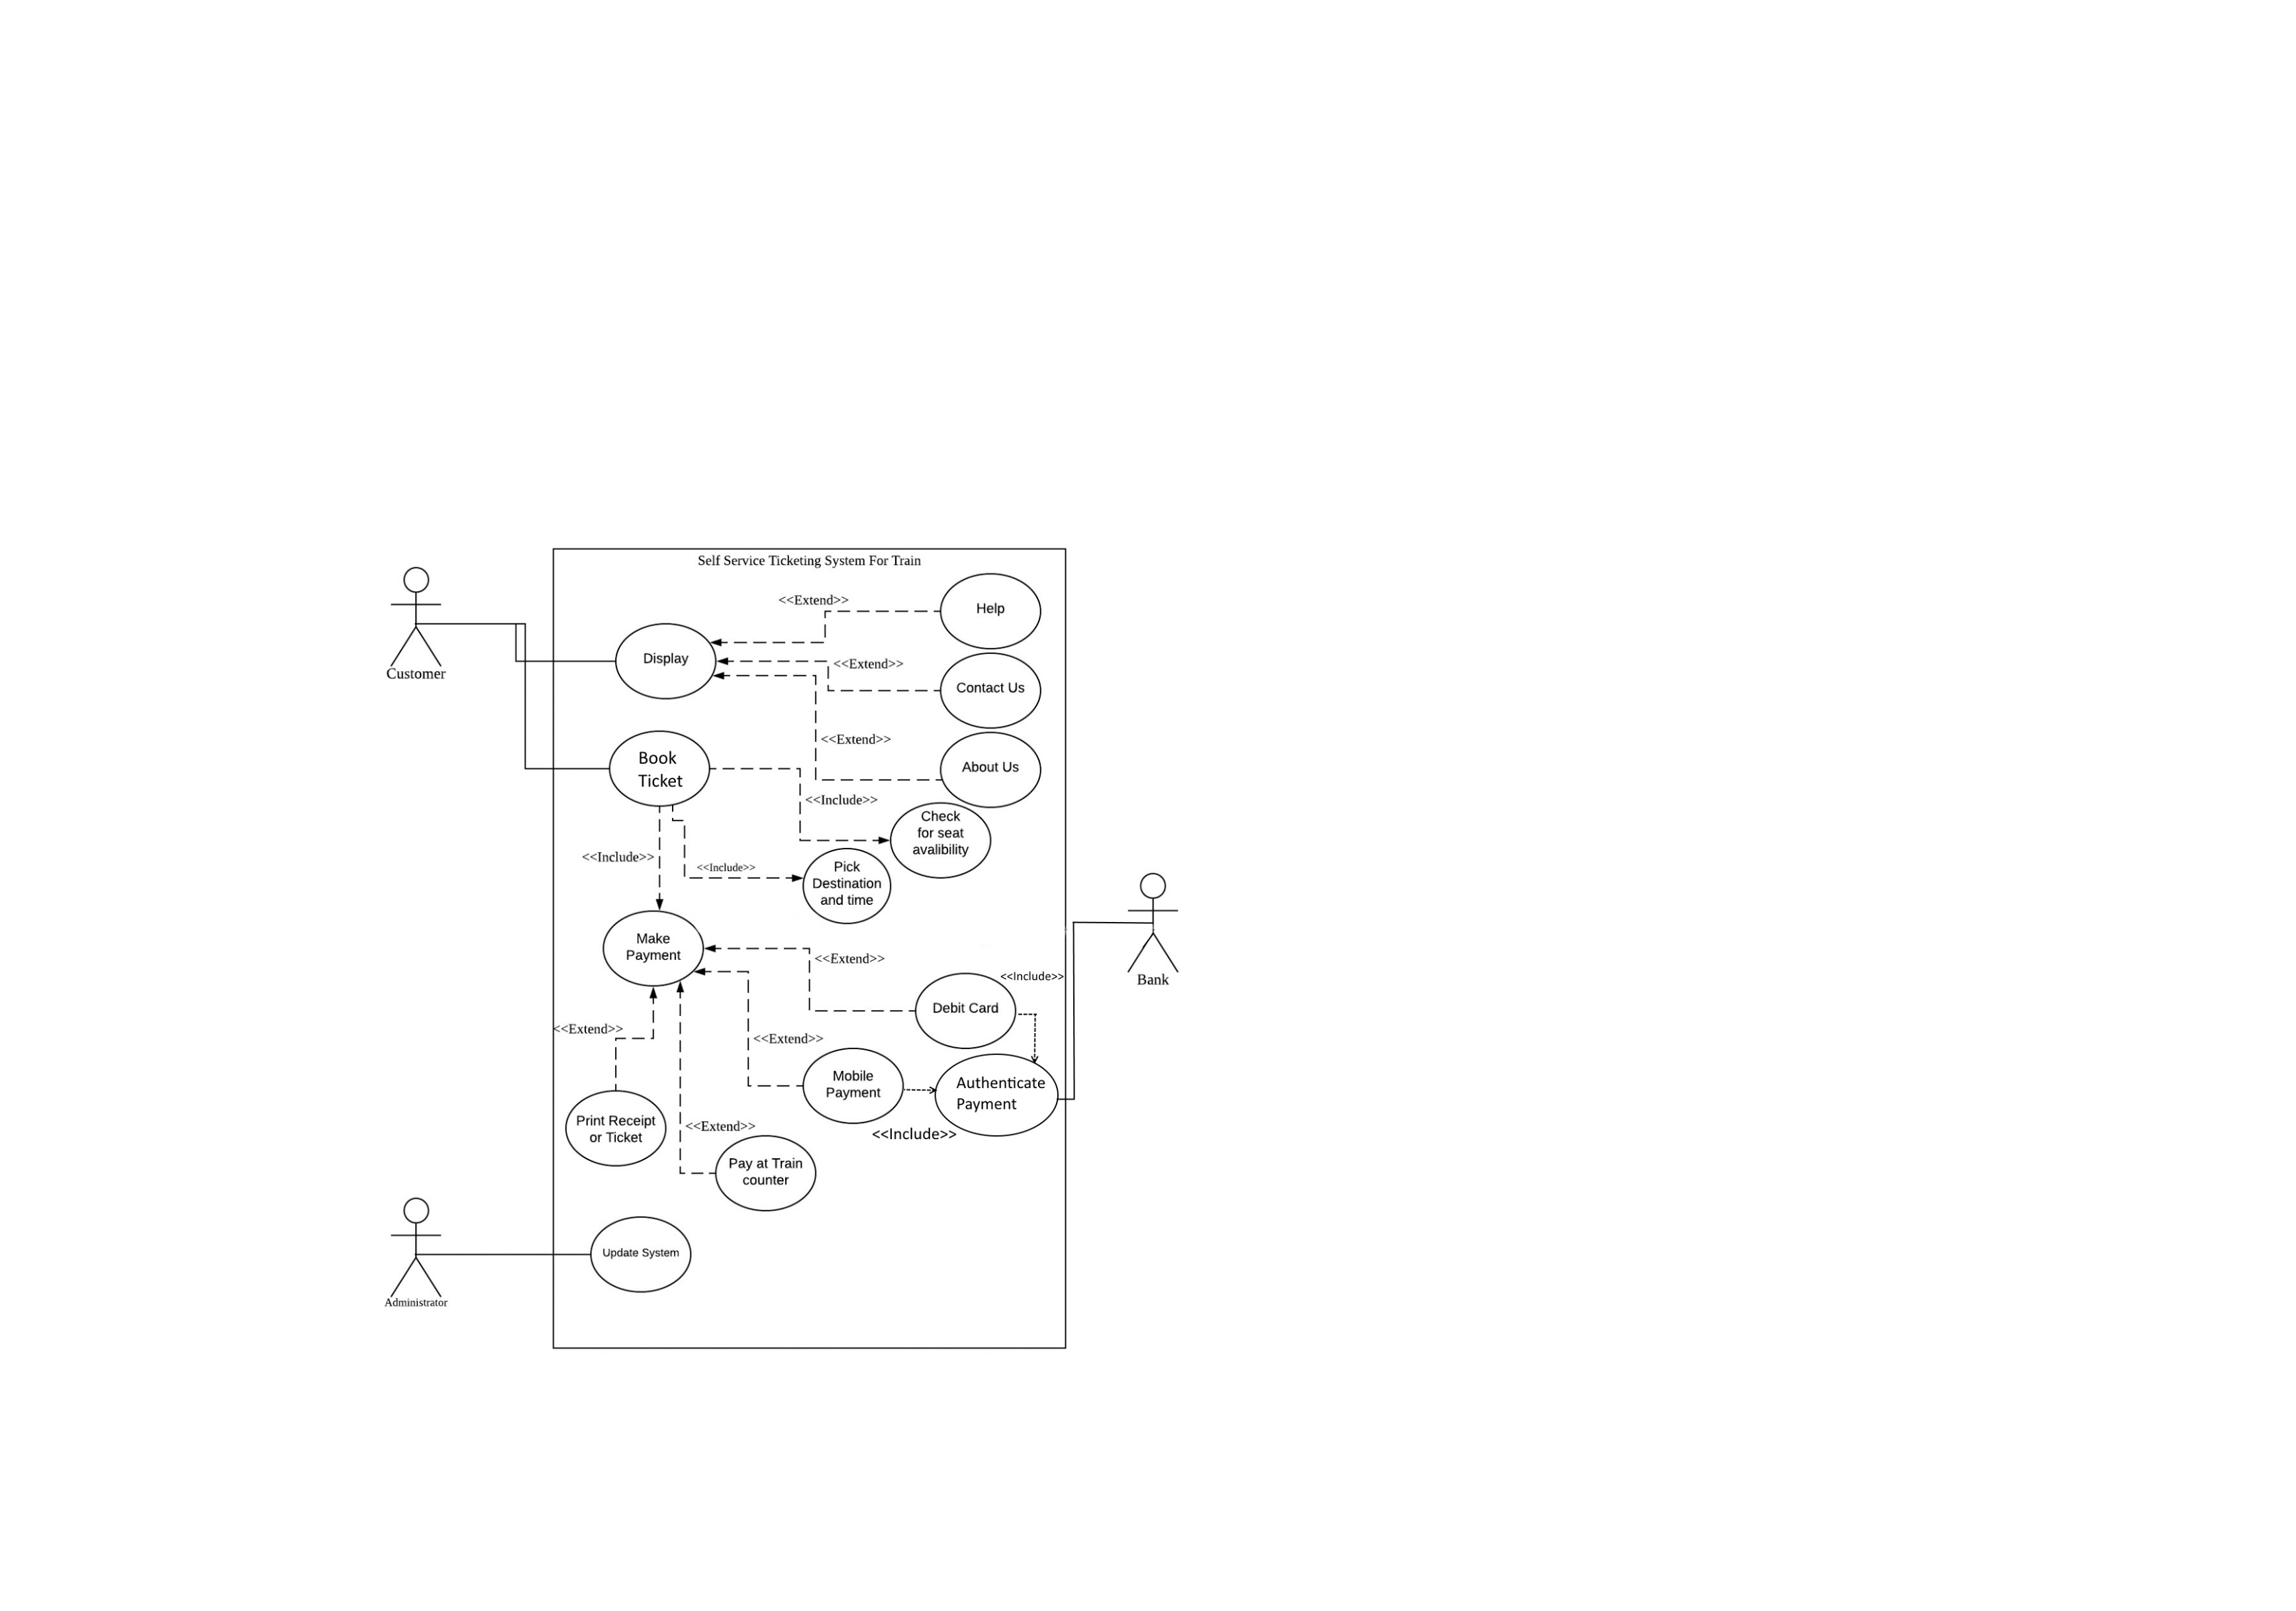 Self Service Ticketing System For Train
<<Extend>>
Help
Customer
Display
<<Extend>>
Contact Us
<<Extend>>
Book
Ticket
About Us
<<Include>>
Check
for seat
avalibility
<<Include>>
<<Include>>
Pick
Destination
and time
Make
Payment
<<Extend>>
<<Include>>
Bank
Debit Card
<<Extend>>
<<Extend>>
Mobile
Payment
Authenticate
Payment
Print Receipt
or Ticket
<<Extend>>
<<Include>>
Pay at Train
counter
Update System
Administrator